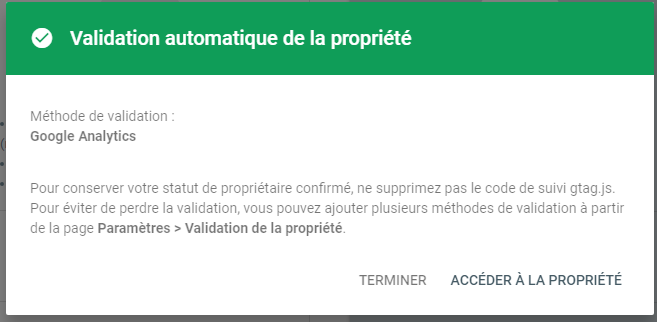 Validation automatique de la propriété
Méthode de validation :
Google Analytics
Pour conserver votre statut de propriétaire confirmé, ne supprimez pas le code de suivi gtag.js.
Pour éviter de perdre la validation, vous pouvez ajouter plusieurs méthodes de validation à partir
de la page Paramètres > Validation de la propriété.
TERMINER ACCÉDER À LA PROPRIÉTÉ